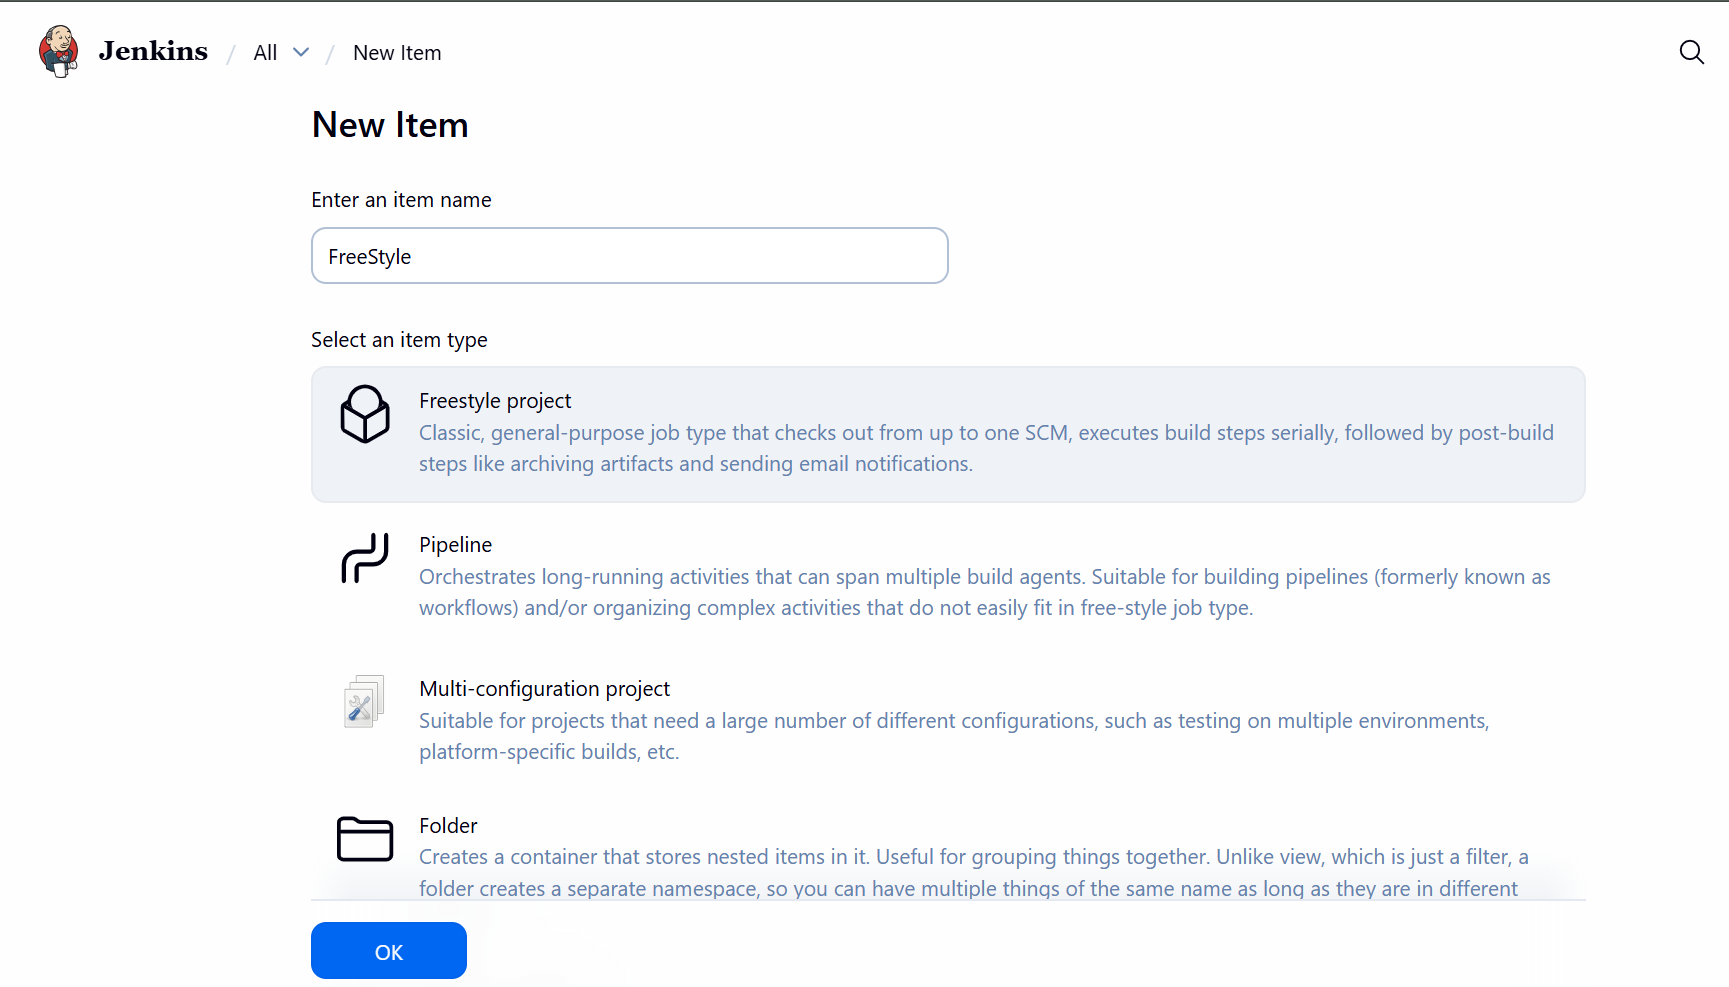 Jenkins / All / New Item
New Item
Enter an item name
FreeStyle
Select an item type
Freestyle project
Classic, general-purpose job type that checks out from up to one SCM, executes build steps serially, followed by post-build
steps like archiving artifacts and sending email notifications.
Pipeline
Orchestrates long-running activities that can span multiple build agents. Suitable for building pipelines (formerly known as
workflows) and/or organizing complex activities that do not easily fit in free-style job type.
Multi-configuration project
Suitable for projects that need a large number of different configurations, such as testing on multiple environments,
platform-specific builds, etc.
Folder
Creates a container that stores nested items in it. Useful for grouping things together. Unlike view, which is just a filter, a
folder creates a separate namespace, so you can have multiple things of the same name as long as they are in different
OK